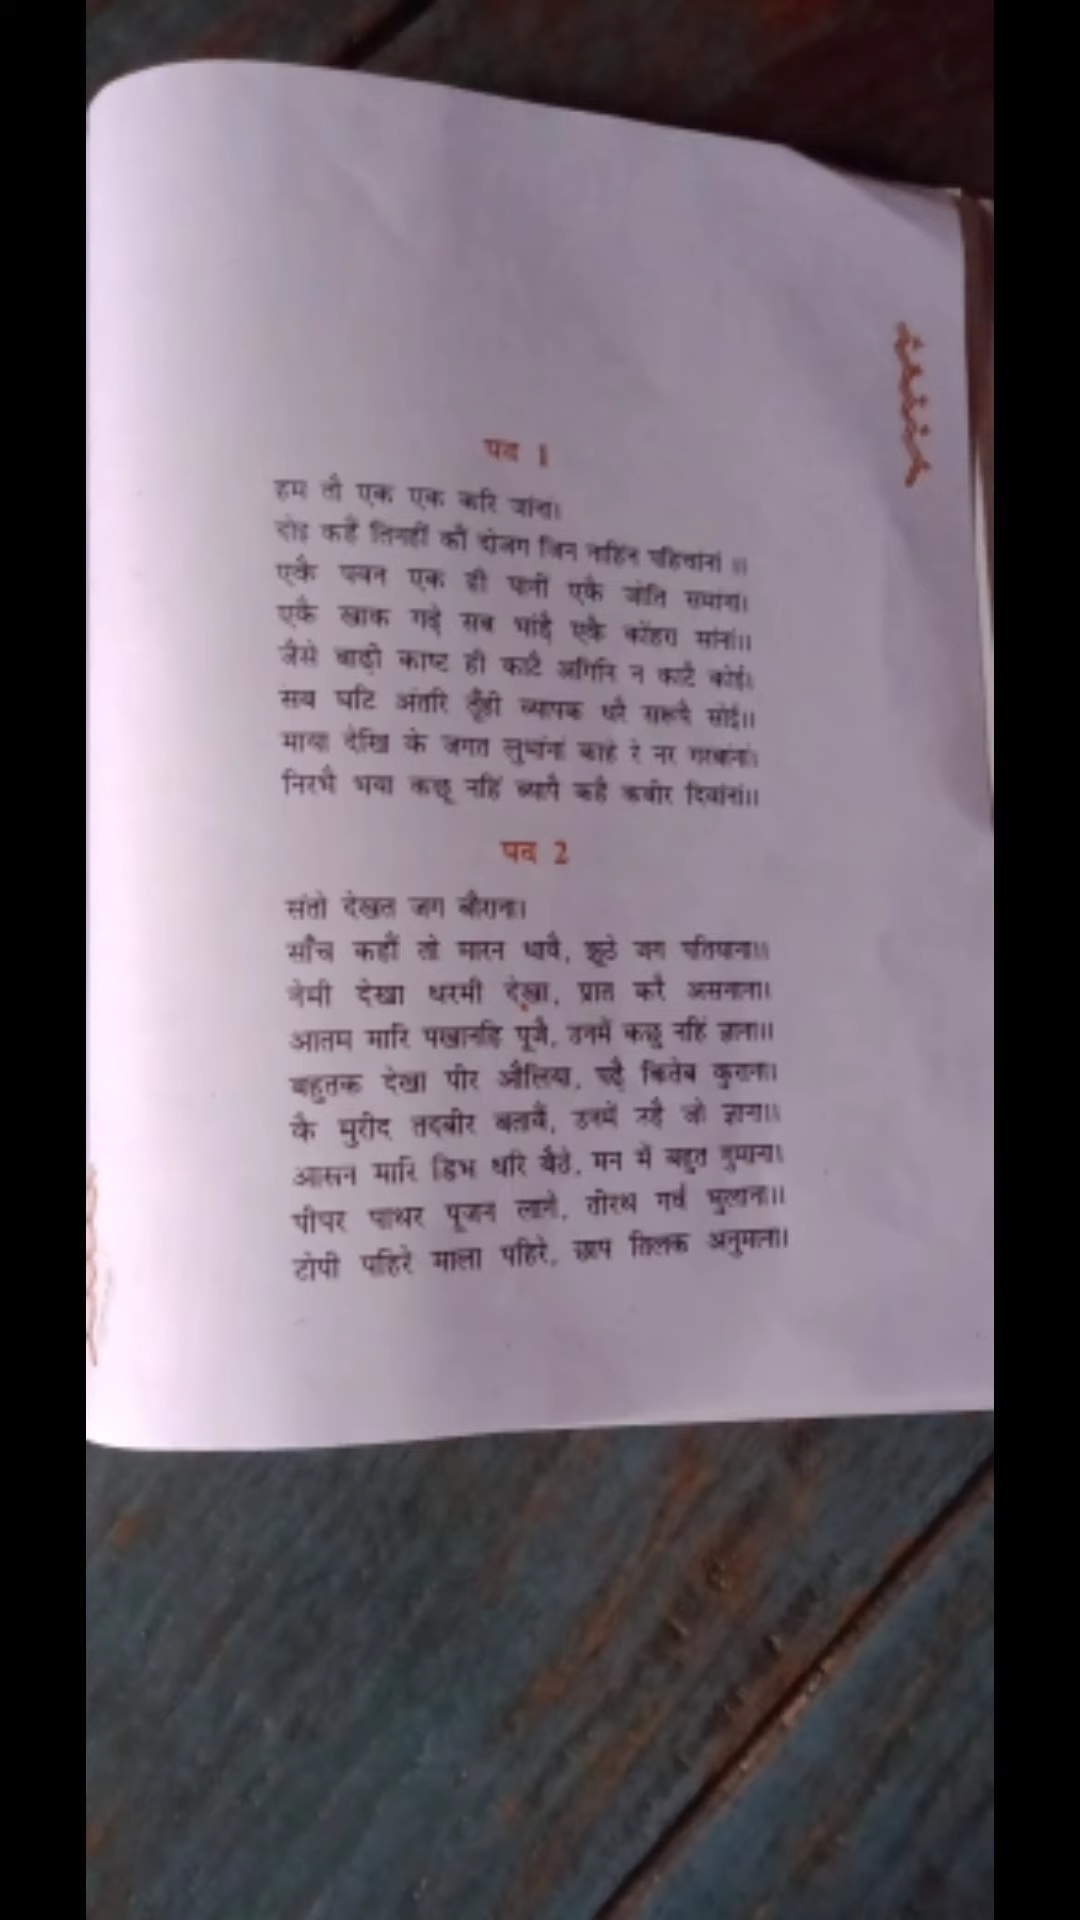 पद 1
हम तौ एक एक करि जांनां।
दोइ कहैं तिनहीं कौं दोजग जिन नाहिंन पहिचांनां ।।
एकै पवन एक ही पानीं एकै जोति समांनां।
एकै खाक गढ़े सब भांड़ै एकै कोंहरा सांनां।।
जैसे बाढ़ी काष्ट ही काटै अगिनि न काटै कोई।
सब घटि अंतरि तूँही व्यापक धरै सरूपै सोई।।
माया देखि के जगत लुभांनां काहे रे नर गरबांनां।
निरभै भया कछू नहिं ब्यापै कहै कबीर दिवांनां।।
पद 2
संतो देखत जग बौराना।
साँच कहौं तो मारन धावै, झूठे जग पतियाना।।
नेमी देखा धरमी देखा, प्रात करै असनाना।
आतम मारि पखानहि पूजै, उनमें कछु नहिं ज्ञाना।।
बहुतक देखा पीर औलिया, पढ़ै कितेब कुराना।
कै मुरीद तदबीर बतावैं, उनमें उहै जो ज्ञाना।।
आसन मारि डिंभ धरि बैठे, मन में बहुत गुमाना।
पीपर पाथर पूजन लागे, तीरथ गर्व भुलाना।।
टोपी पहिरे माला पहिरे, छाप तिलक अनुमाना।